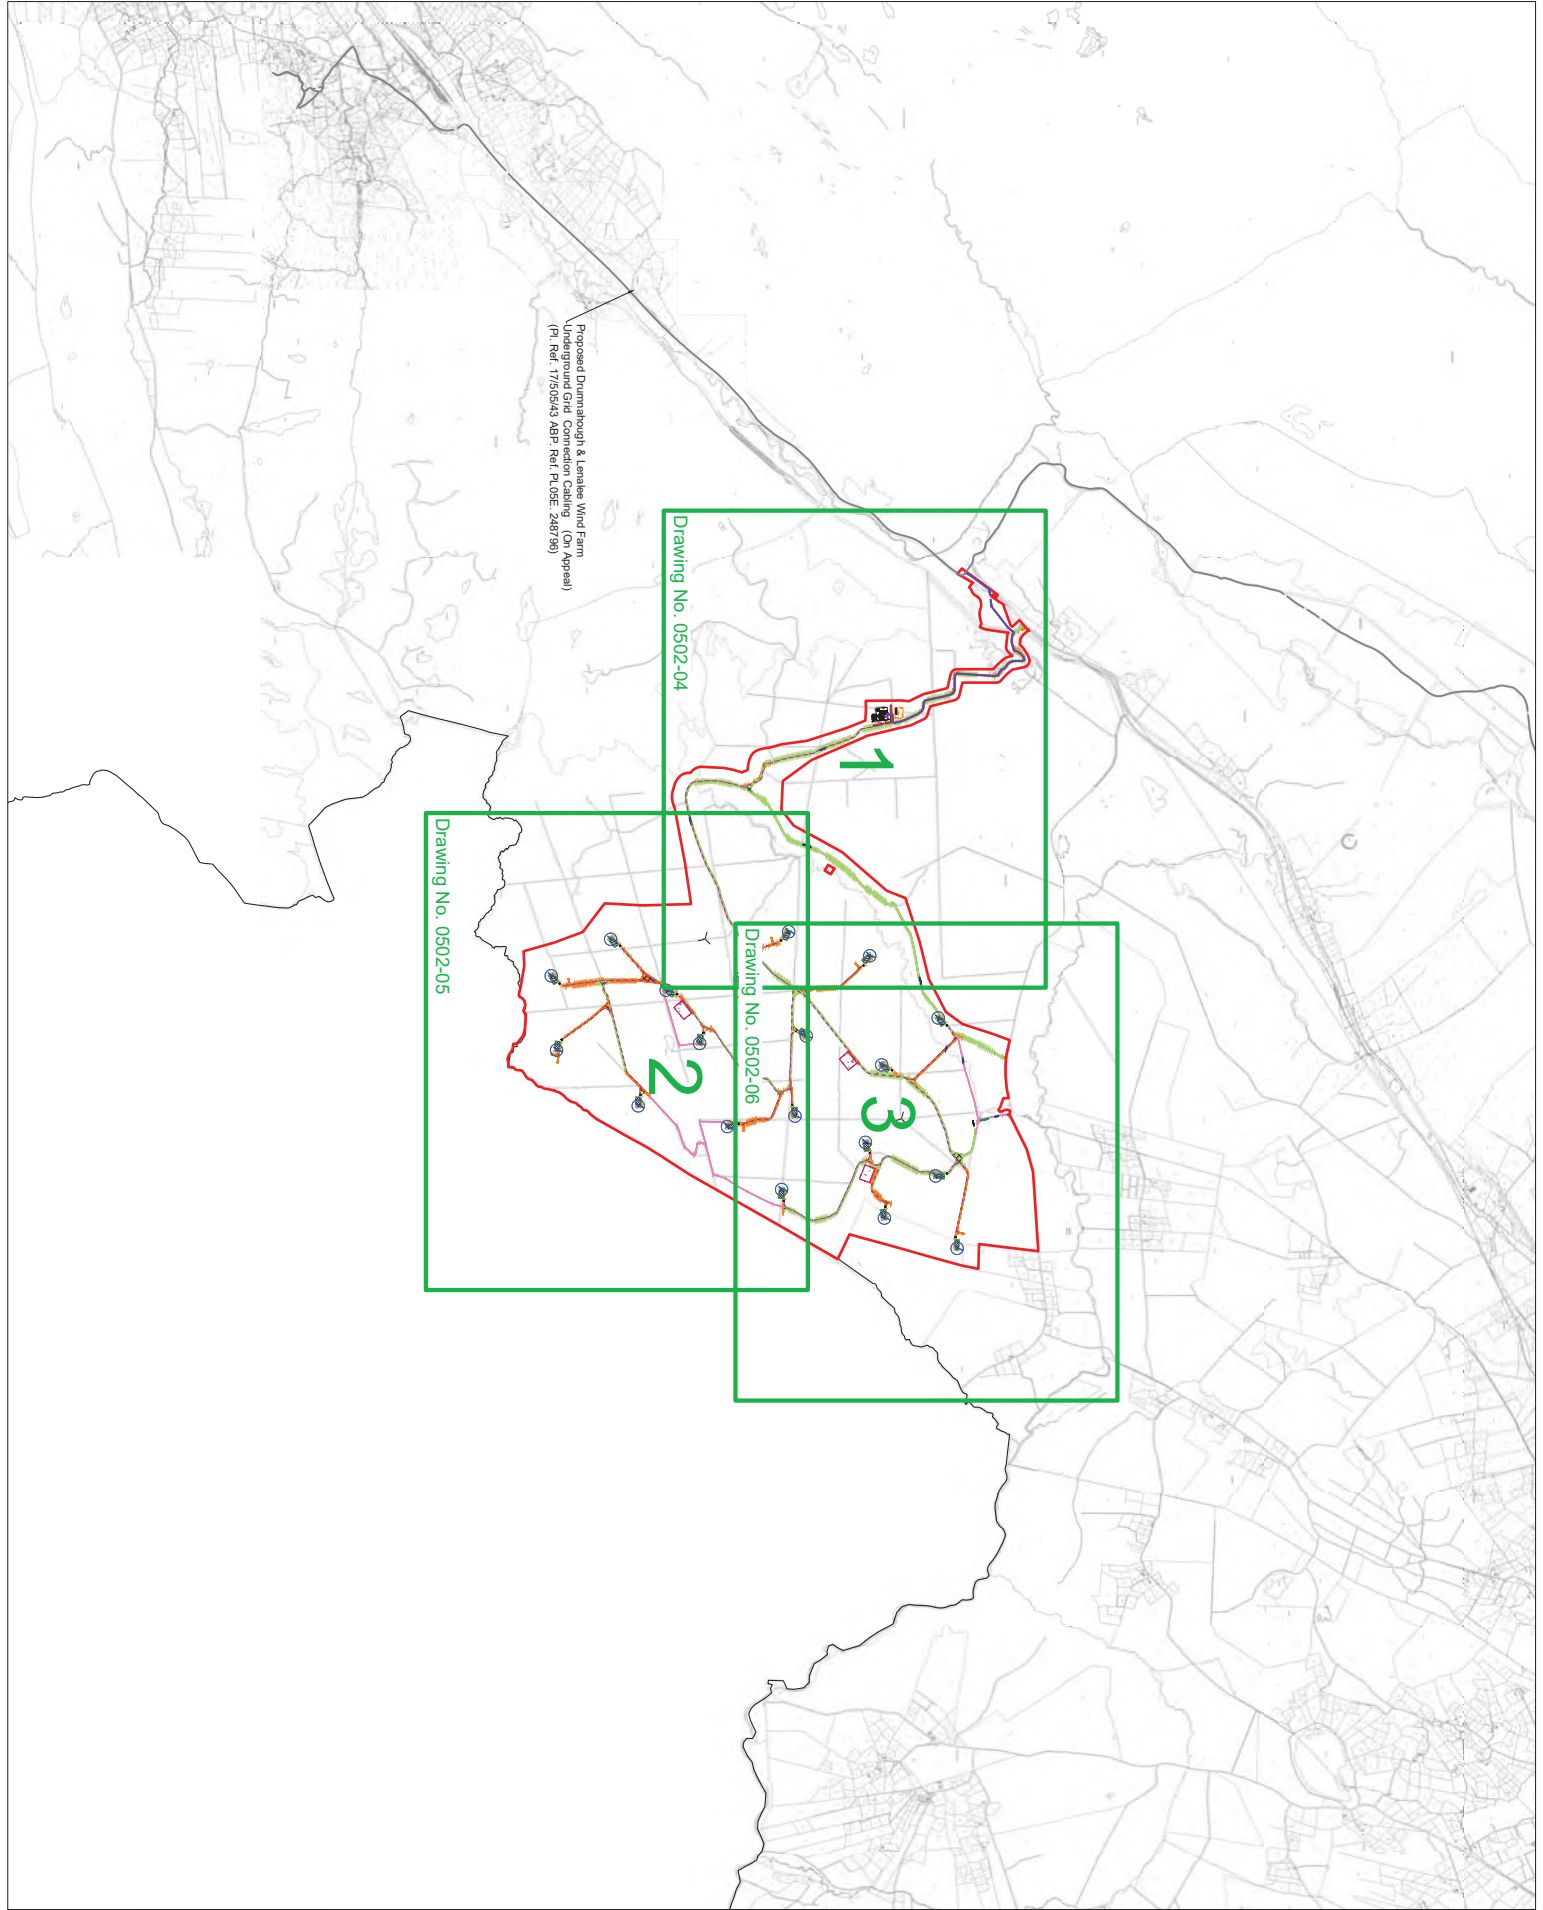 Proposed Drumnahough & Lenalee Wind Farm
Underground Grid Connection Cabling (On Appeal)
(Pl. Ref. 17/50543 ABP. Ref. PL05E. 248796)
Drawing No. 0502-04
1
Drawing No. 0502-05
2
Drawing No. 0502-06
3